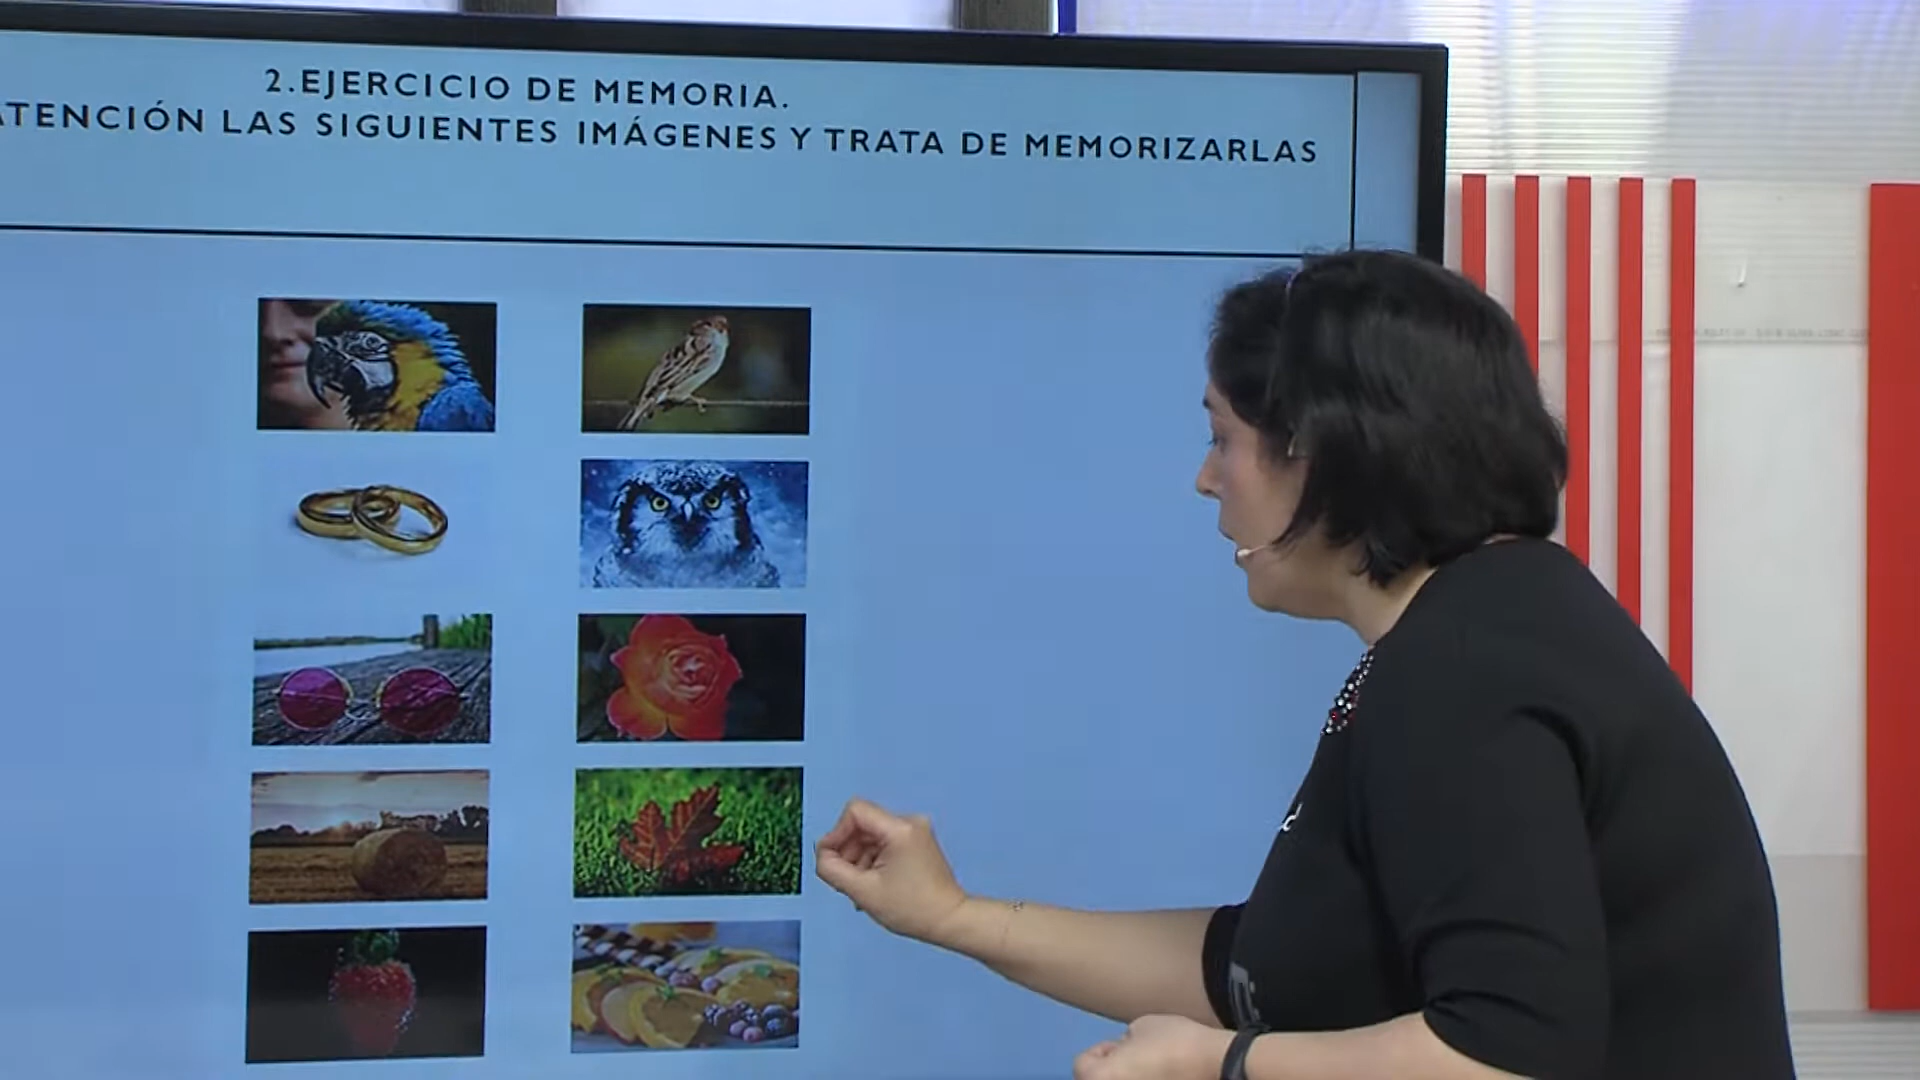 2.EJERCICIO DE MEMORIA.
ATENCIÓN LAS SIGUIENTES IMÁGENES Y TRATA DE MEMORIZARLAS